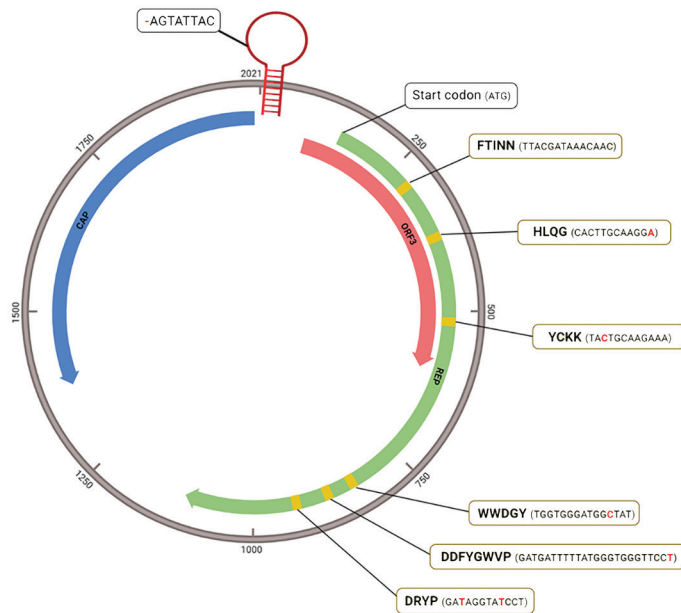 -AGTATTAC
2021
Start codon (ATG)
250
FTINN (TTACGATAAACAAC)
1750
CAP
ORF3
HLQG (CACTTGCAAGGA)
1500
500
YCKK (TACTGCAAGAAA)
REP
1250
750
WWDGY (TGGTGGGATGGCTAT)
1000
DDFYGWVP (GATGATTTTTATGGGTGGGTTCCT)
DRYP (GATAGGTATCCT)